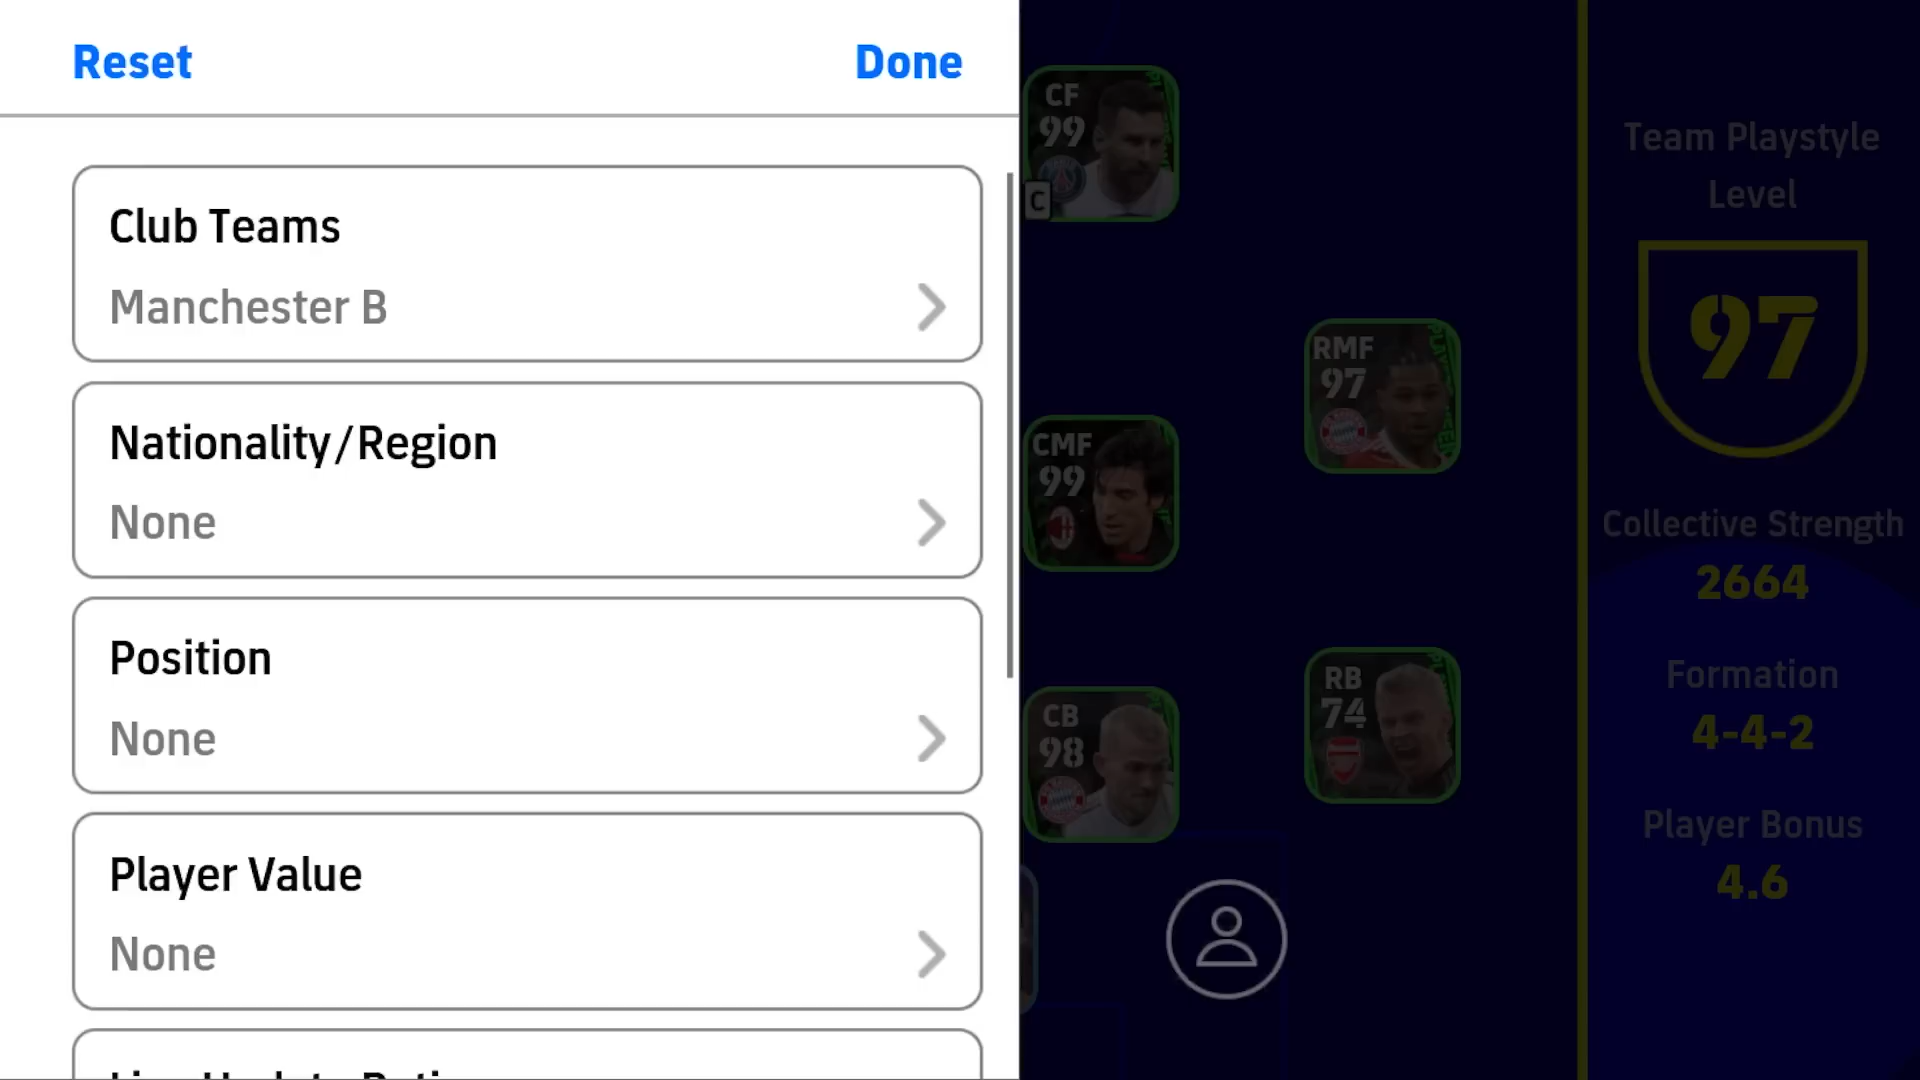 Reset
Done
Club Teams
Manchester B
Nationality/Region
None
Position
None
Player Value
None
CF
99
C
RMF
97
CMF
99
CB
98
RB
74
Team Playstyle
Level
97
Collective Strength
2664
Formation
4-4-2
Player Bonus
4.6